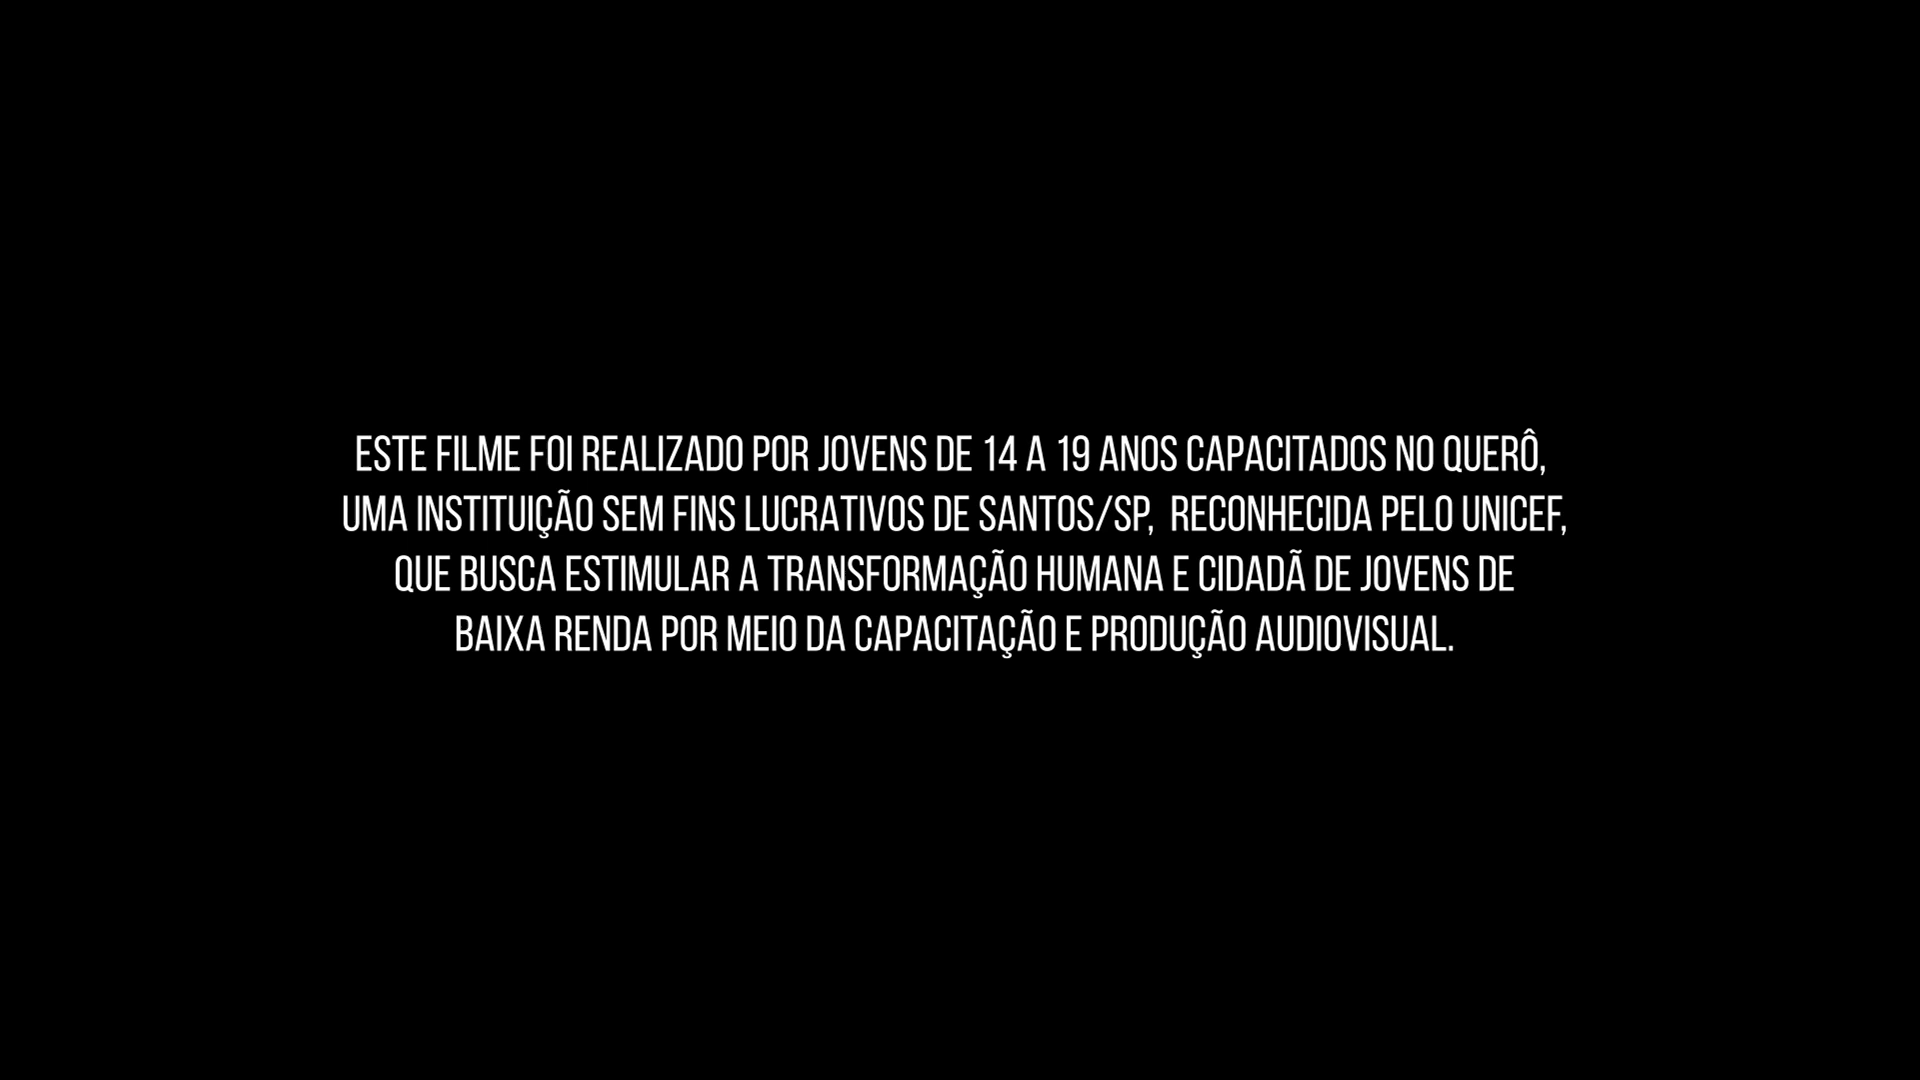 ESTE FILME FOI REALIZADO POR JOVENS DE 14 A 19 ANOS CAPACITADOS NO QUERÔ,
UMA INSTITUIÇÃO SEM FINS LUCRATIVOS DE SANTOS/SP, RECONHECIDA PELO UNICEF,
QUE BUSCA ESTIMULAR A TRANSFORMAÇÃO HUMANA E CIDADÃ DE JOVENS DE
BAIXA RENDA POR MEIO DA CAPACITAÇÃO E PRODUÇÃO AUDIOVISUAL.